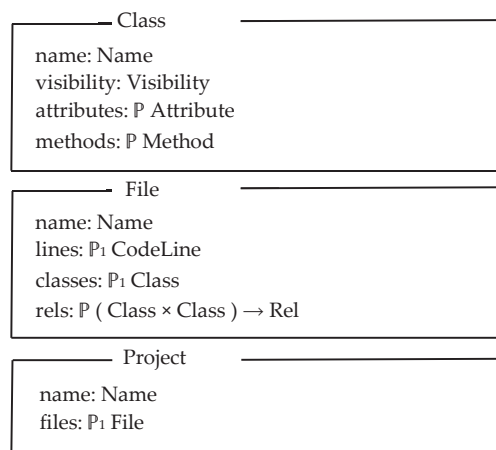 Class
name: Name
visibility: Visibility
attributes: ℙ Attribute
methods: ℙ Method
File
name: Name
lines: ℙ₁ CodeLine
classes: ℙ₁ Class
rels: ℙ ( Class × Class ) → Rel
Project
name: Name
files: ℙ₁ File